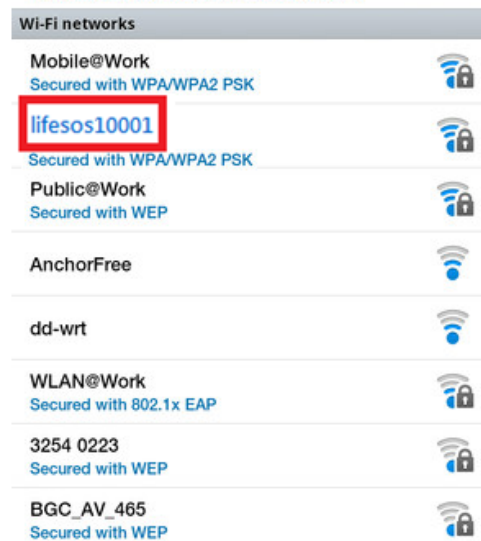 Wi-Fi networks
Mobile@Work
Secured with WPA/WPA2 PSK
lifesos10001
Secured with WPA/WPA2 PSK
Public@Work
Secured with WEP
AnchorFree
dd-wrt
WLAN@Work
Secured with 802.1x EAP
3254 0223
Secured with WEP
BGC_AV_465
Secured with WEP